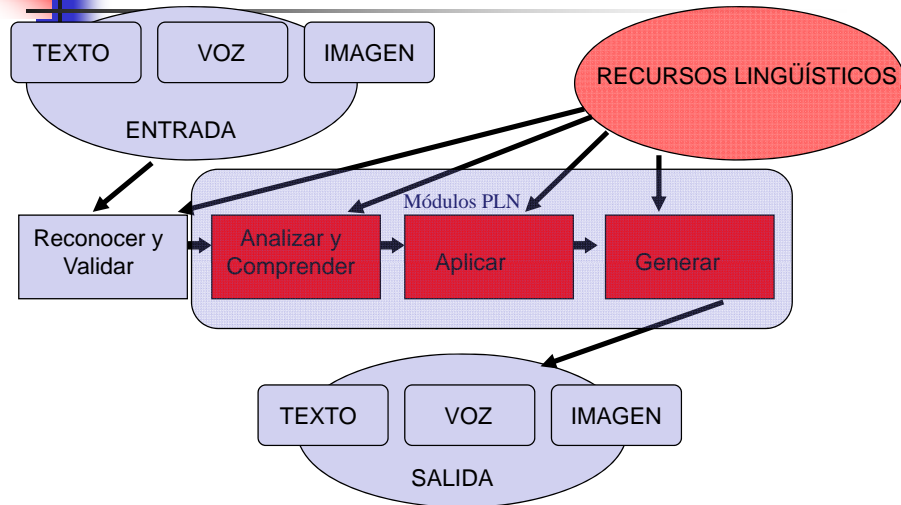 TEXTO
VOZ
IMAGEN
RECURSOS LINGÜÍSTICOS
ENTRADA
Módulos PLN
Reconocer y
Validar
Analizar y
Comprender
Aplicar
Generar
TEXTO
VOZ
IMAGEN
SALIDA